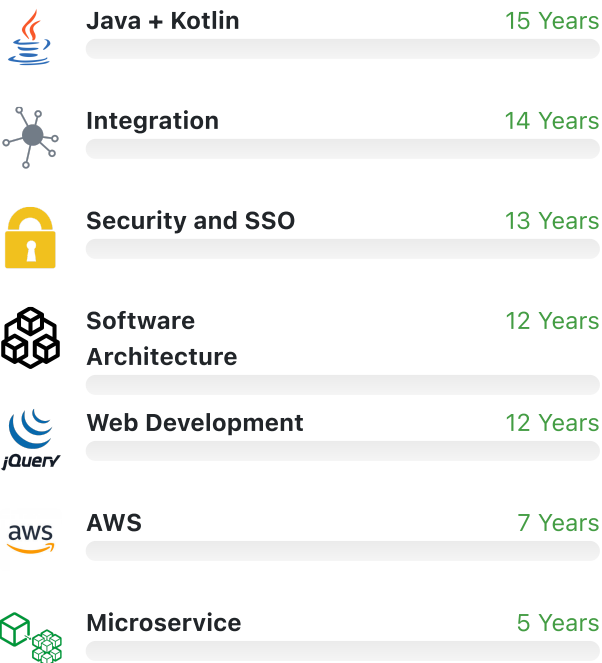 Java + Kotlin 15 Years
Integration 14 Years
Security and SSO 13 Years
Software 12 Years
Architecture
Web Development 12 Years
jQuery
AWS 7 Years
aws
Microservice 5 Years